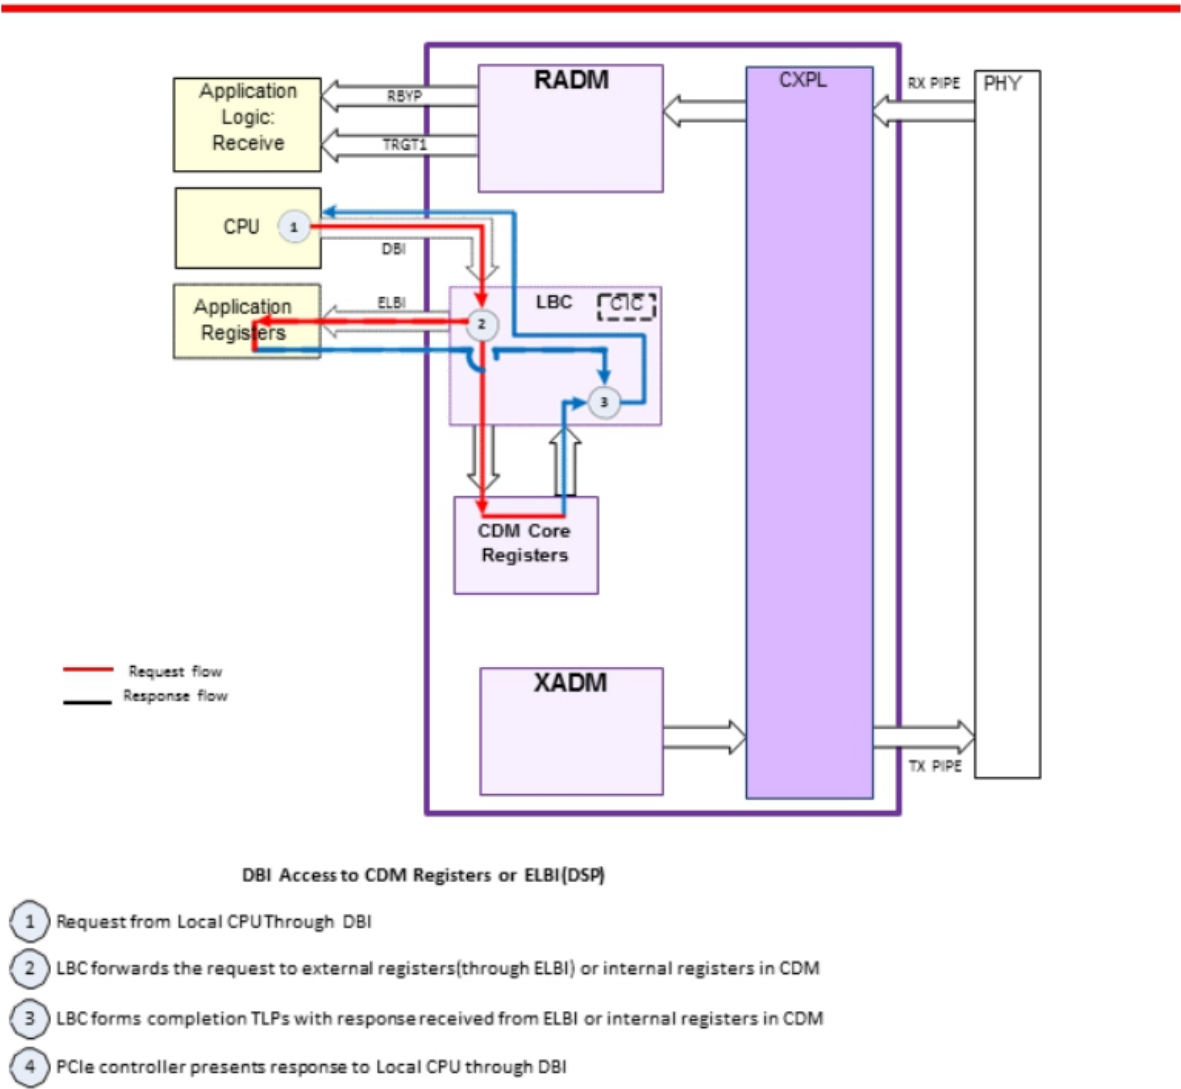 RADM
CXPL
RX PIPE
PHY
Application
Logic:
Receive
RBYP
TRGT1
CPU
1
DBI
Application
Registers
ELBI
LBC
CIC
2
3
CDM Core
Registers
Request flow
Response flow
XADM
TX PIPE
DBI Access to CDM Registers or ELBI(DSP)
1 Request from Local CPU Through DBI
2 LBC forwards the request to external registers(through ELBI) or internal registers in CDM
3 LBC forms completion TLPs with response received from ELBI or internal registers in CDM
4 PCIe controller presents response to Local CPU through DBI